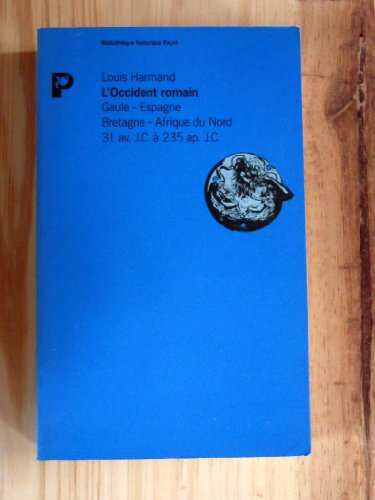 Bibliothèque historique Payot
P
Louis Harmand
L'Occident romain
Gaule - Espagne
Bretagne - Afrique du Nord
31 av. J.C. à 235 ap. J.C.